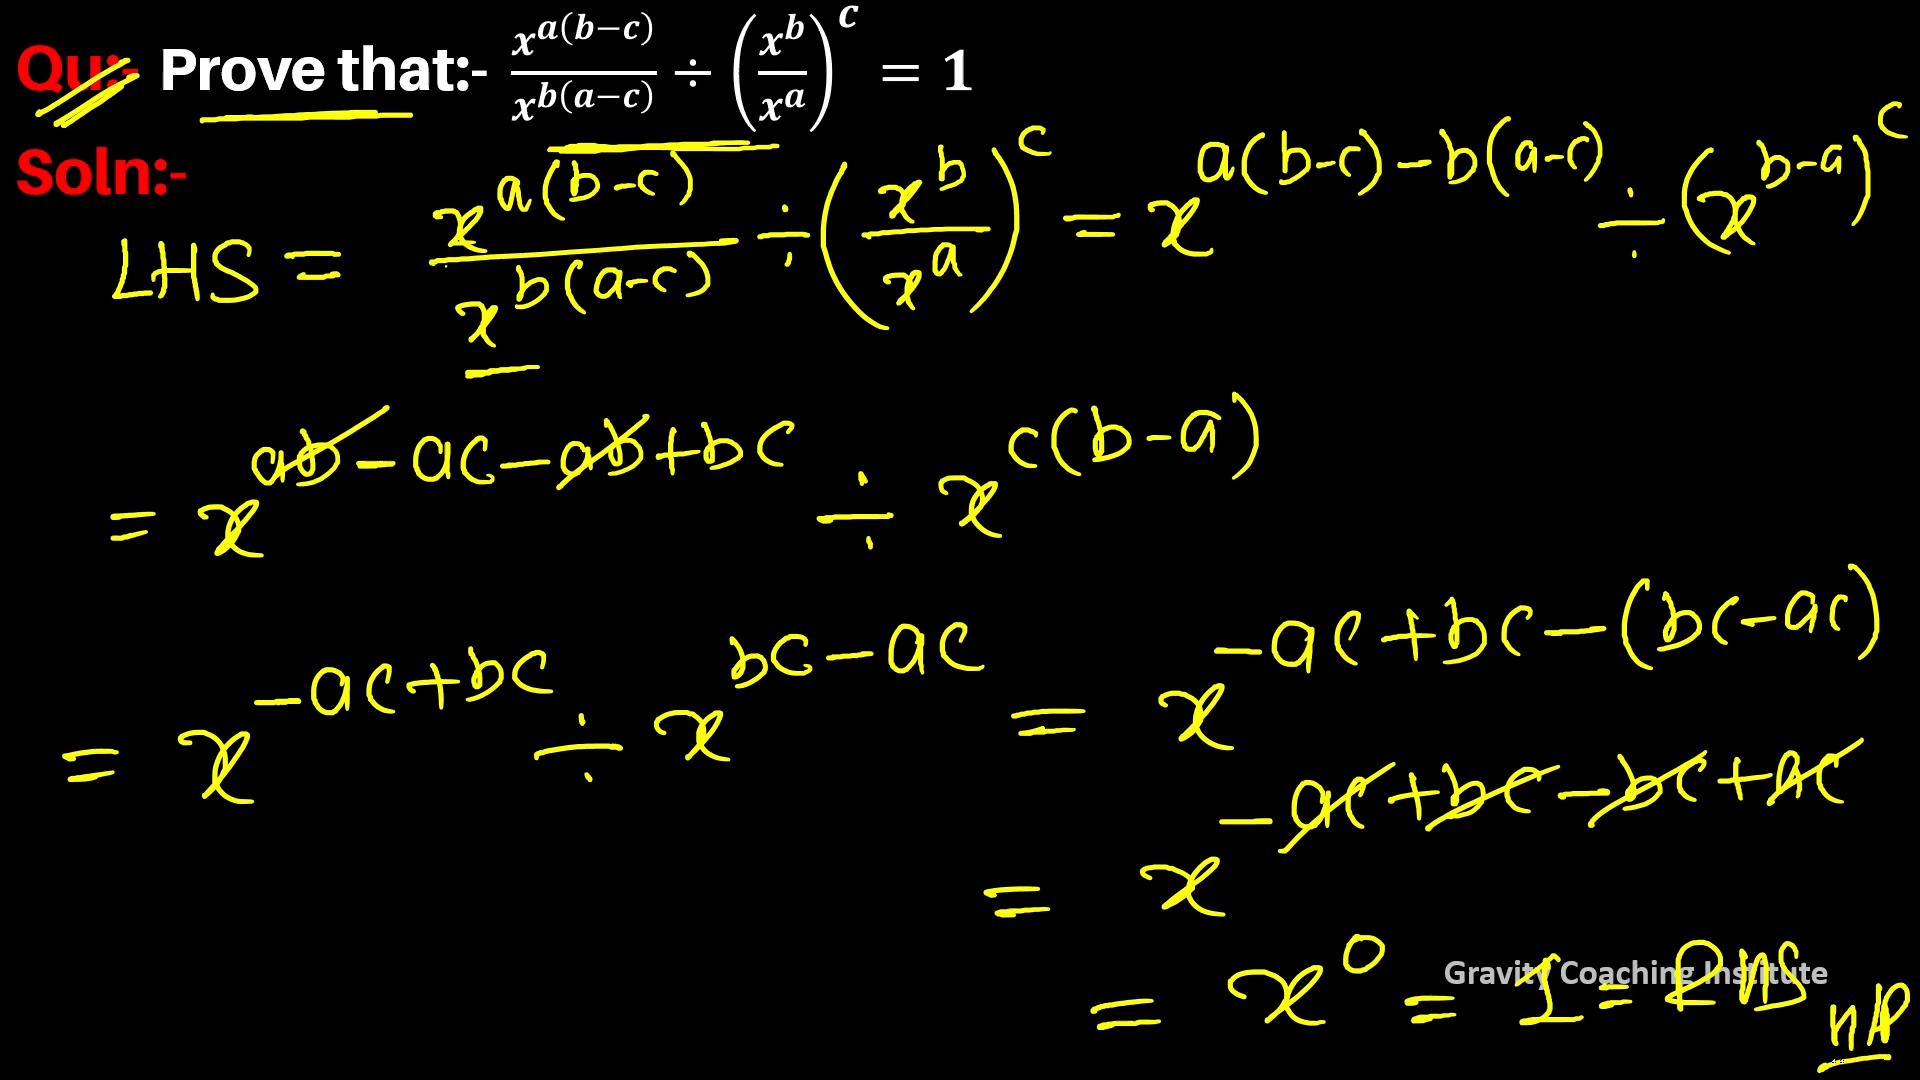 Qu:- Prove that:- x^{a(b-c)}/x^{b(a-c)} ÷ (x^b/x^a)^c = 1
Soln:-
LHS = x^{a(b-c)}/x^{b(a-c)} ÷ (x^b/x^a)^c = x^{a(b-c)-b(a-c)} ÷ (x^{b-a})^c
= x^{ab-ac-ab+bc} ÷ x^{c(b-a)}
= x^{-ac+bc} ÷ x^{bc-ac} = x^{-ac+bc-(bc-ac)}
= x^{-ac+bc-bc+ac}
= x^0 = 1 = RHS
Gravity Coaching Institute